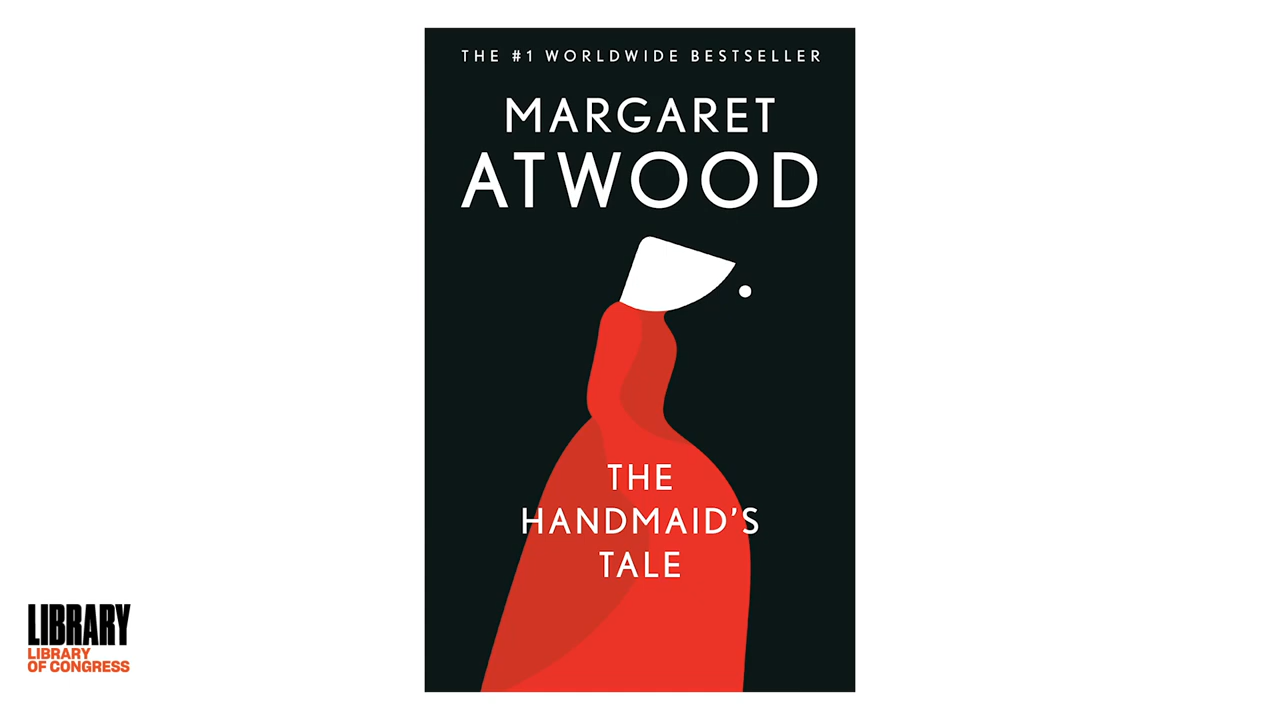 THE #1 WORLDWIDE BESTSELLER
MARGARET
ATWOOD
THE
HANDMAID'S
TALE
LIBRARY
LIBRARY
OF CONGRESS